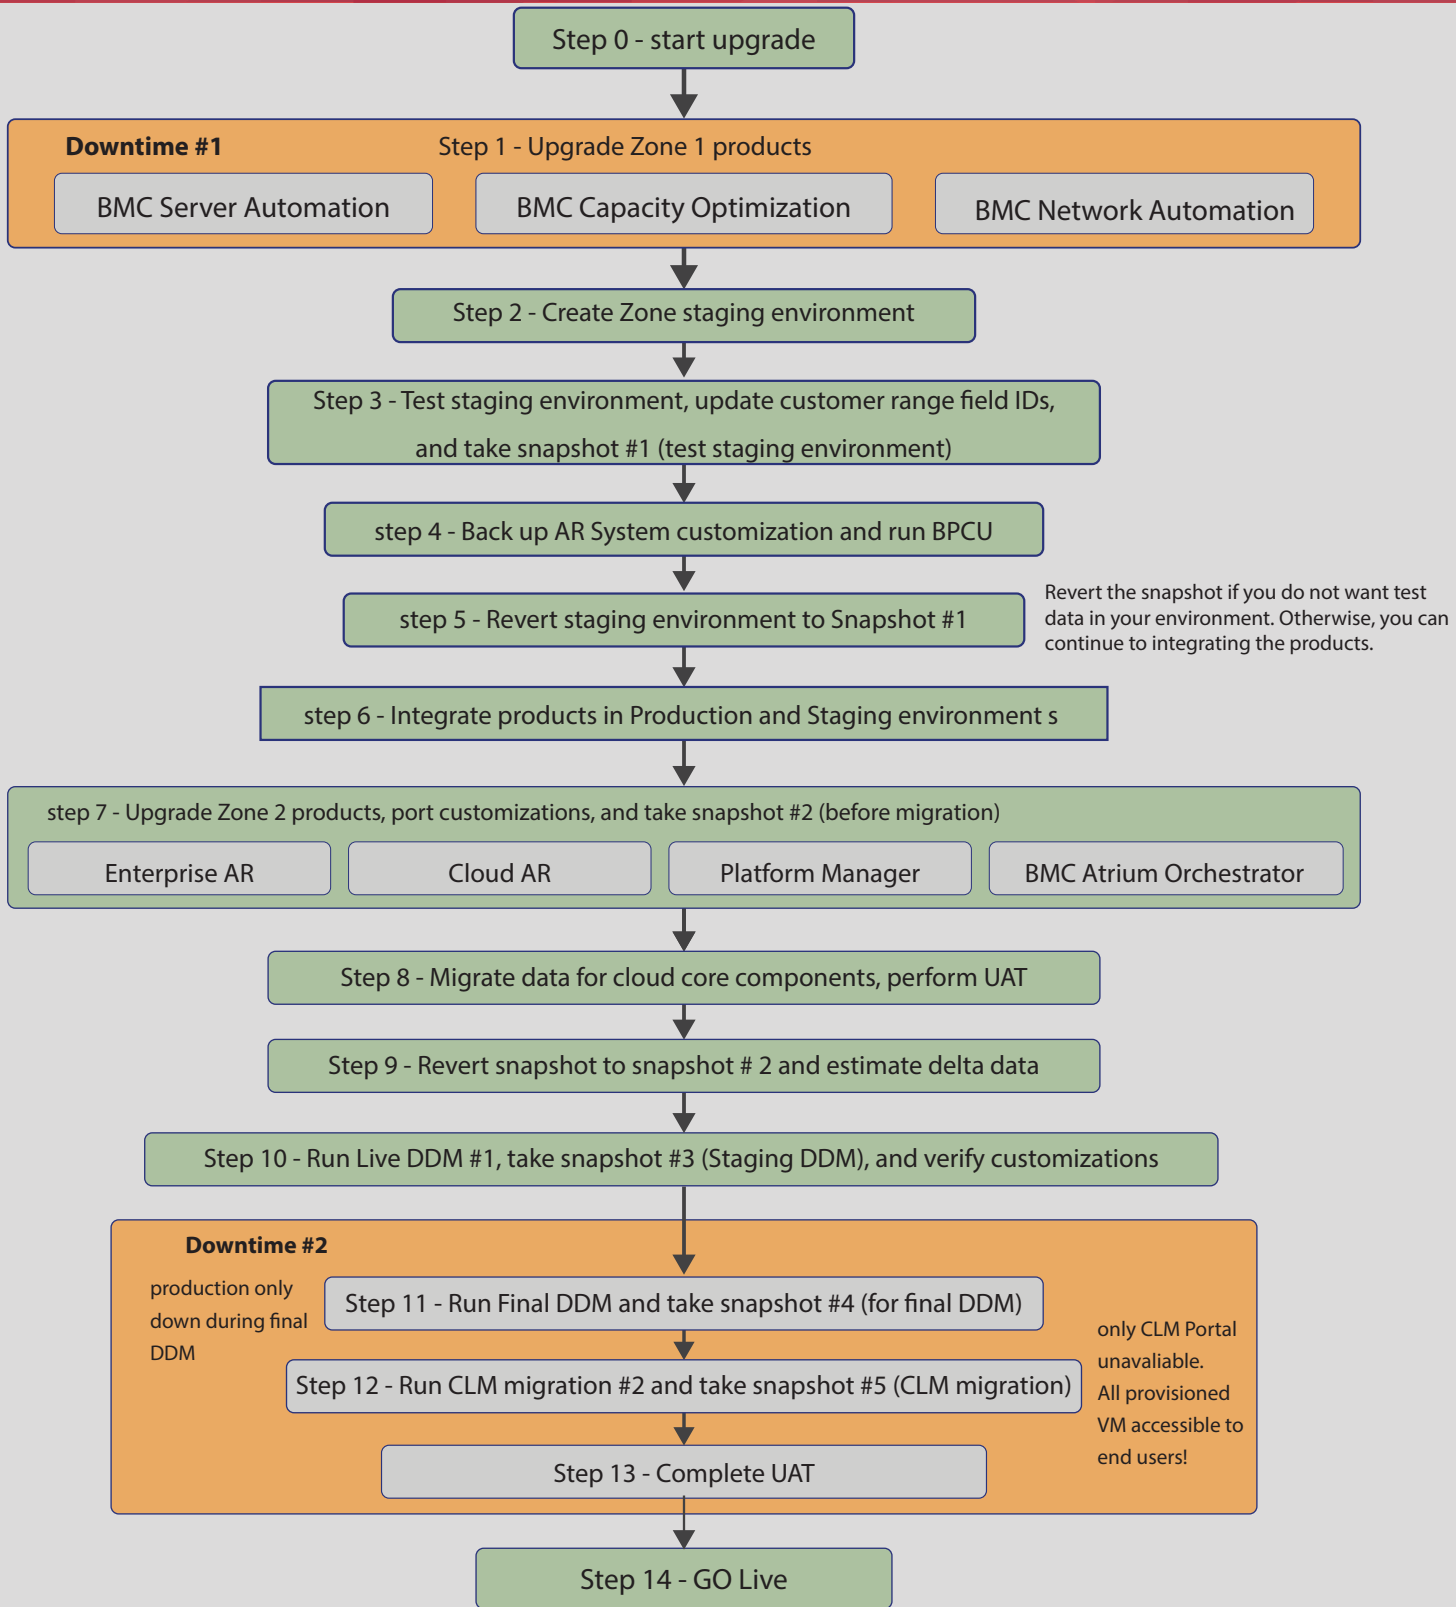 Step 0 - start upgrade
Downtime #1
Step 1 - Upgrade Zone 1 products
BMC Server Automation
BMC Capacity Optimization
BMC Network Automation
Step 2 - Create Zone staging environment
Step 3 - Test staging environment, update customer range field IDs,
and take snapshot #1 (test staging environment)
step 4 - Back up AR System customization and run BPCU
step 5 - Revert staging environment to Snapshot #1
Revert the snapshot if you do not want test
data in your environment. Otherwise, you can
continue to integrating the products.
step 6 - Integrate products in Production and Staging environment s
step 7 - Upgrade Zone 2 products, port customizations, and take snapshot #2 (before migration)
Enterprise AR
Cloud AR
Platform Manager
BMC Atrium Orchestrator
Step 8 - Migrate data for cloud core components, perform UAT
Step 9 - Revert snapshot to snapshot # 2 and estimate delta data
Step 10 - Run Live DDM #1, take snapshot #3 (Staging DDM), and verify customizations
Downtime #2
production only
down during final
DDM
Step 11 - Run Final DDM and take snapshot #4 (for final DDM)
Step 12 - Run CLM migration #2 and take snapshot #5 (CLM migration)
only CLM Portal
unavaliable.
All provisioned
VM accessible to
end users!
Step 13 - Complete UAT
Step 14 - GO Live